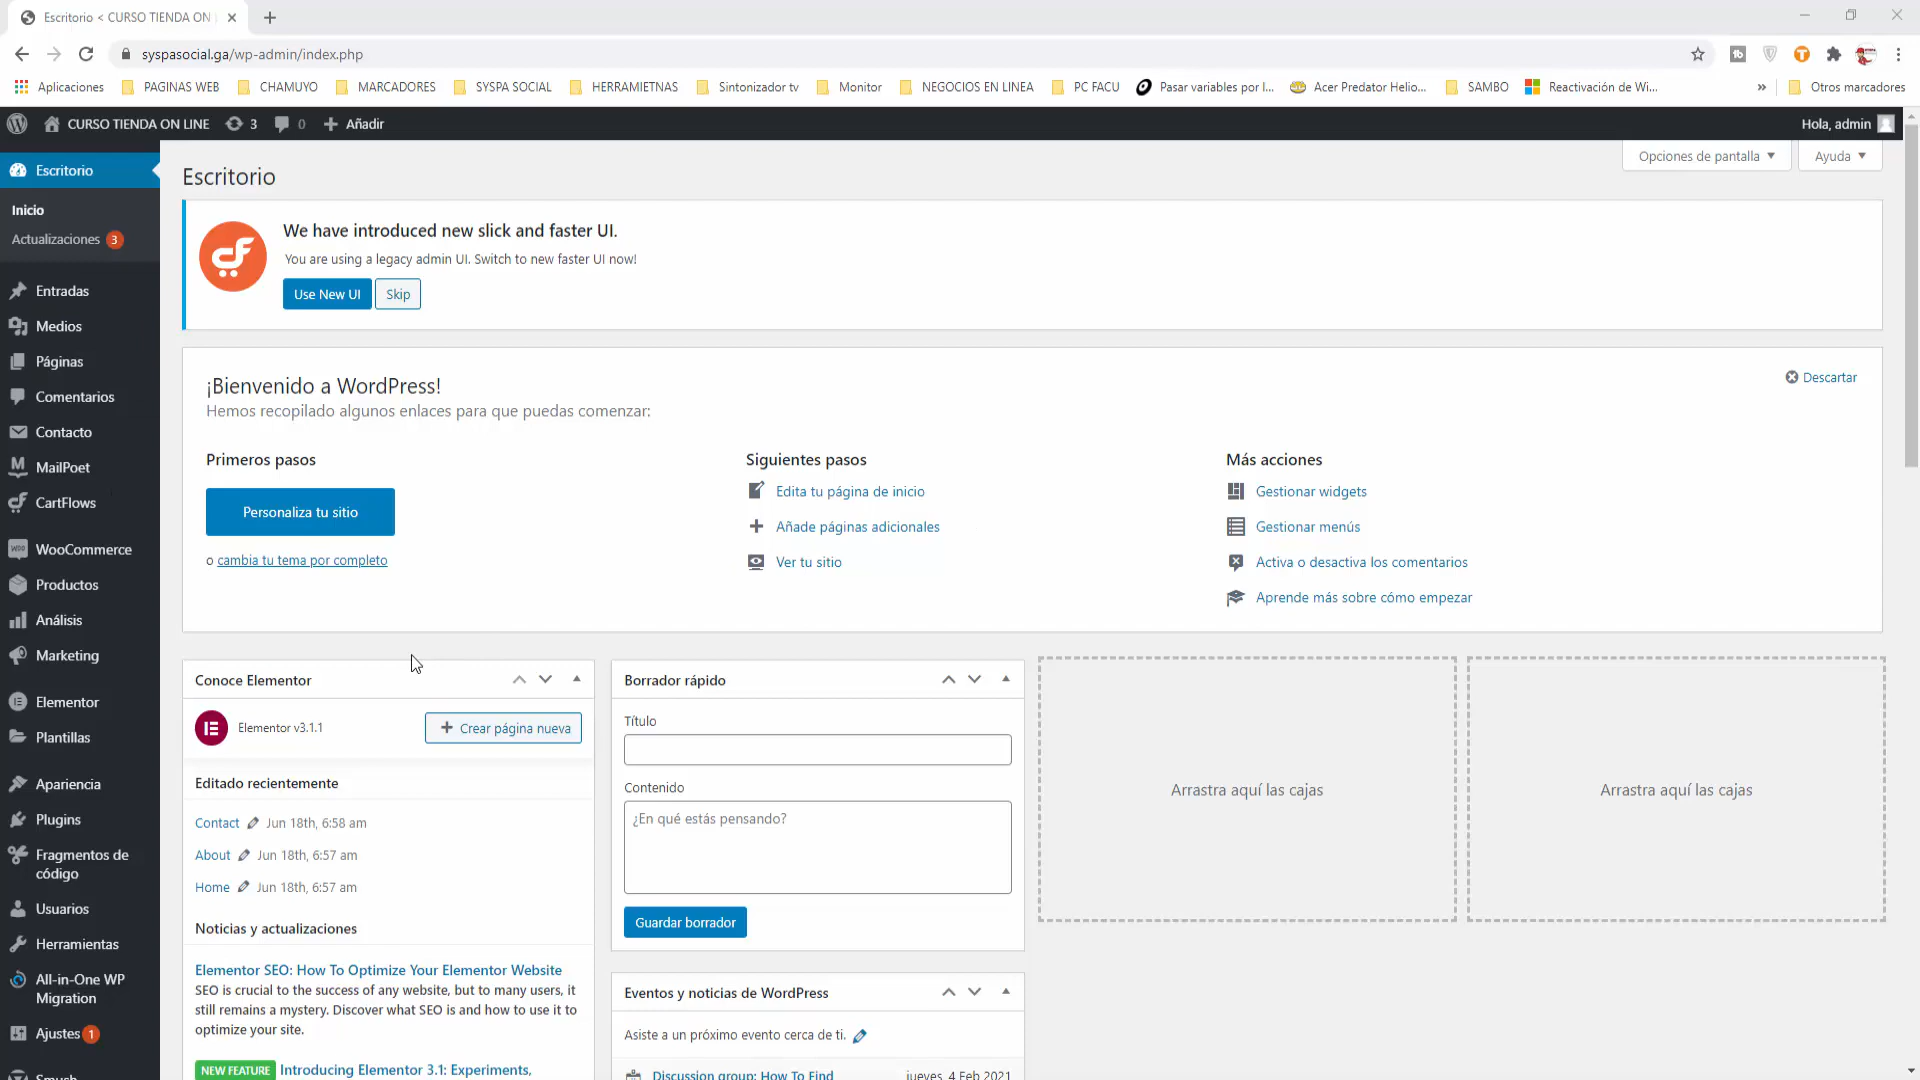 Escritorio < CURSO TIENDA ON
syspasocial.ga/wp-admin/index.php
Aplicaciones PAGINAS WEB CHAMUYO MARCADORES SYSPA SOCIAL HERRAMIETNAS Sintonizador tv Monitor NEGOCIOS EN LINEA PC FACU Pasar variables por l... Acer Predator Helio... SAMBO Reactivación de Wi... » Otros marcadores
CURSO TIENDA ON LINE 3 0 Añadir Hola, admin
Opciones de pantalla Ayuda
Escritorio
Inicio
Actualizaciones 3
Entradas
Medios
Páginas
Comentarios
Contacto
MailPoet
CartFlows
WooCommerce
Productos
Análisis
Marketing
Elementor
Plantillas
Apariencia
Plugins
Fragmentos de
código
Usuarios
Herramientas
All-in-One WP
Migration
Ajustes 1
Smush
Escritorio
We have introduced new slick and faster UI.
You are using a legacy admin UI. Switch to new faster UI now!
Use New UI Skip
¡Bienvenido a WordPress!
Descartar
Hemos recopilado algunos enlaces para que puedas comenzar:
Primeros pasos
Personaliza tu sitio
o cambia tu tema por completo
Siguientes pasos
Edita tu página de inicio
Añade páginas adicionales
Ver tu sitio
Más acciones
Gestionar widgets
Gestionar menús
Activa o desactiva los comentarios
Aprende más sobre cómo empezar
Conoce Elementor
Elementor v3.1.1
Crear página nueva
Editado recientemente
Contact Jun 18th, 6:58 am
About Jun 18th, 6:57 am
Home Jun 18th, 6:57 am
Noticias y actualizaciones
Elementor SEO: How To Optimize Your Elementor Website
SEO is crucial to the success of any website, but to many users, it
still remains a mystery. Discover what SEO is and how to use it to
optimize your site.
NEW FEATURE Introducing Elementor 3.1: Experiments,
Borrador rápido
Título
Contenido
¿En qué estás pensando?
Guardar borrador
Eventos y noticias de WordPress
Asiste a un próximo evento cerca de ti.
Discussion group: How To Find jueves, 4 Feb 2021
Arrastra aquí las cajas
Arrastra aquí las cajas